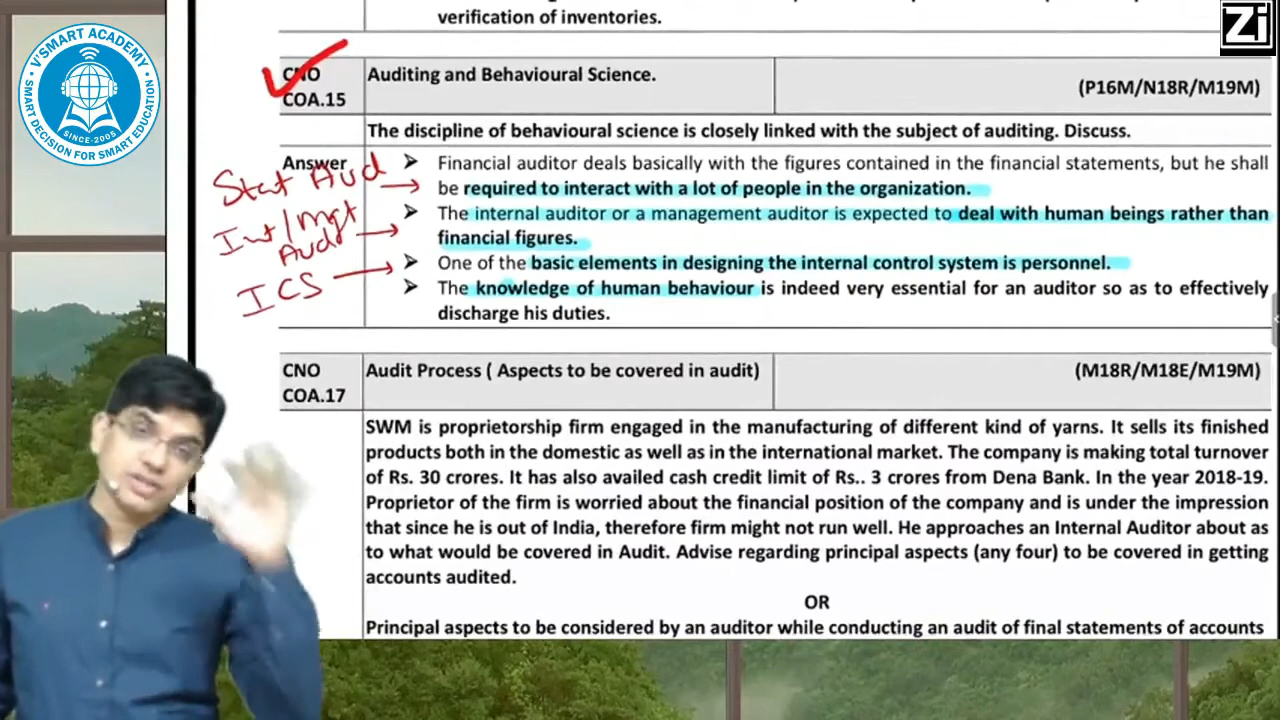 V'SMART ACADEMY
SINCE-2005
SMART DECISION FOR SMART EDUCATION
Zi
verification of inventories.
CNO
COA.15
Auditing and Behavioural Science.
(P16M/N18R/M19M)
The discipline of behavioural science is closely linked with the subject of auditing. Discuss.
Answer
➤ Financial auditor deals basically with the figures contained in the financial statements, but he shall
be required to interact with a lot of people in the organization.
➤ The internal auditor or a management auditor is expected to deal with human beings rather than
financial figures.
➤ One of the basic elements in designing the internal control system is personnel.
➤ The knowledge of human behaviour is indeed very essential for an auditor so as to effectively
discharge his duties.
Stat Aud
Int/Mgt
Aud
ICS
CNO
COA.17
Audit Process ( Aspects to be covered in audit)
(M18R/M18E/M19M)
SWM is proprietorship firm engaged in the manufacturing of different kind of yarns. It sells its finished
products both in the domestic as well as in the international market. The company is making total turnover
of Rs. 30 crores. It has also availed cash credit limit of Rs.. 3 crores from Dena Bank. In the year 2018-19.
Proprietor of the firm is worried about the financial position of the company and is under the impression
that since he is out of India, therefore firm might not run well. He approaches an Internal Auditor about as
to what would be covered in Audit. Advise regarding principal aspects (any four) to be covered in getting
accounts audited.
OR
Principal aspects to be considered by an auditor while conducting an audit of final statements of accounts